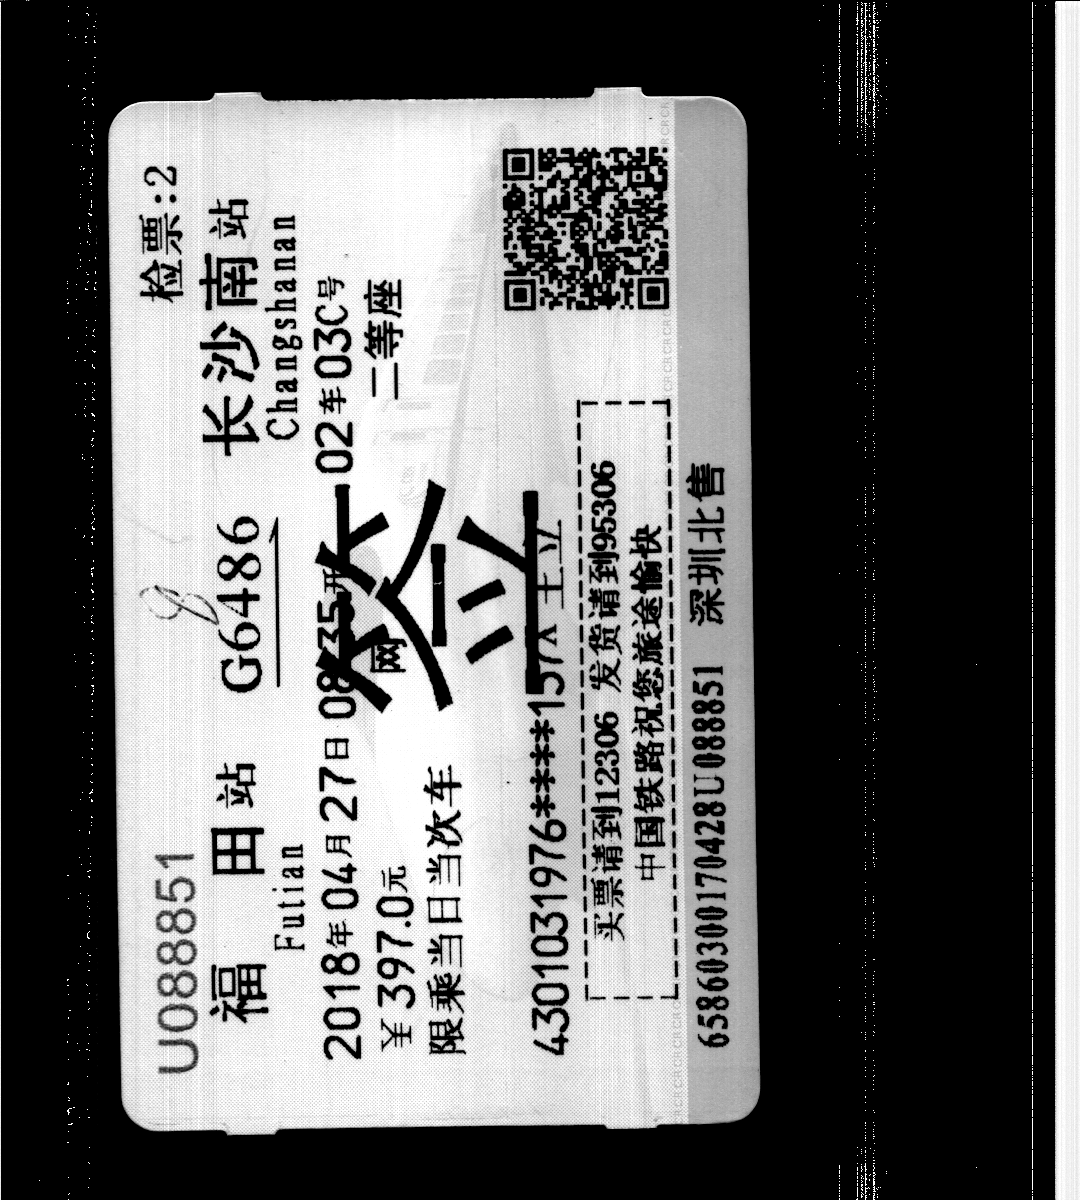 U088851
检票:2
福田站 G6486 长沙南站
Futian Changshanan
2018年04月27日 08:35开 02车03C号
￥397.0元 网 二等座
限乘当日当次车
4301031976****157X
买票请到12306 发货请到95306
中国铁路祝您旅途愉快
65860300170428U088851 深圳北售